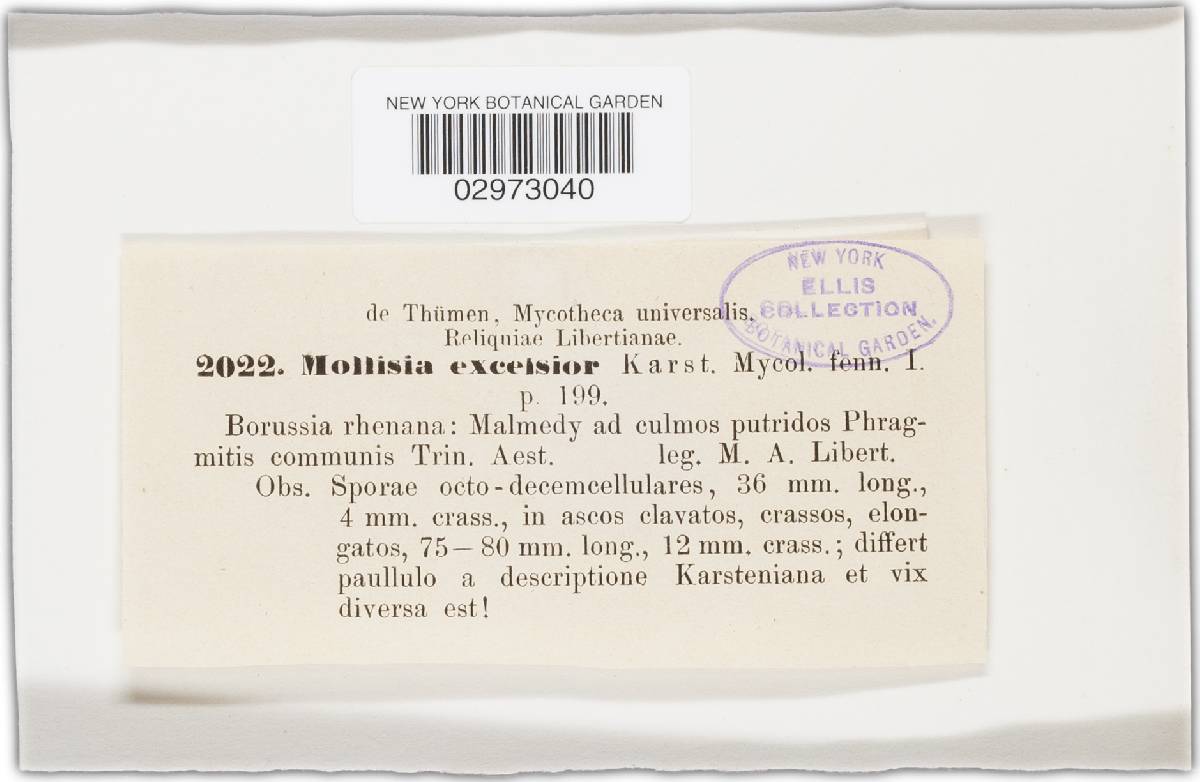 NEW YORK BOTANICAL GARDEN
02973040
NEW YORK
ELLIS
COLLECTION
BOTANICAL GARDEN.
de Thümen, Mycotheca universalis.
Reliquiae Libertianae.
2022. Mollisia excelsior Karst. Mycol. fenn. I.
p. 199.
Borussia rhenana: Malmedy ad culmos putridos Phrag-
mitis communis Trin. Aest. leg. M. A. Libert.
Obs. Sporae octo-decemcellulares, 36 mm. long.,
4 mm. crass., in ascos clavatos, crassos, elon-
gatos, 75—80 mm. long., 12 mm. crass.; differt
paullulo a descriptione Karsteniana et vix
diversa est!